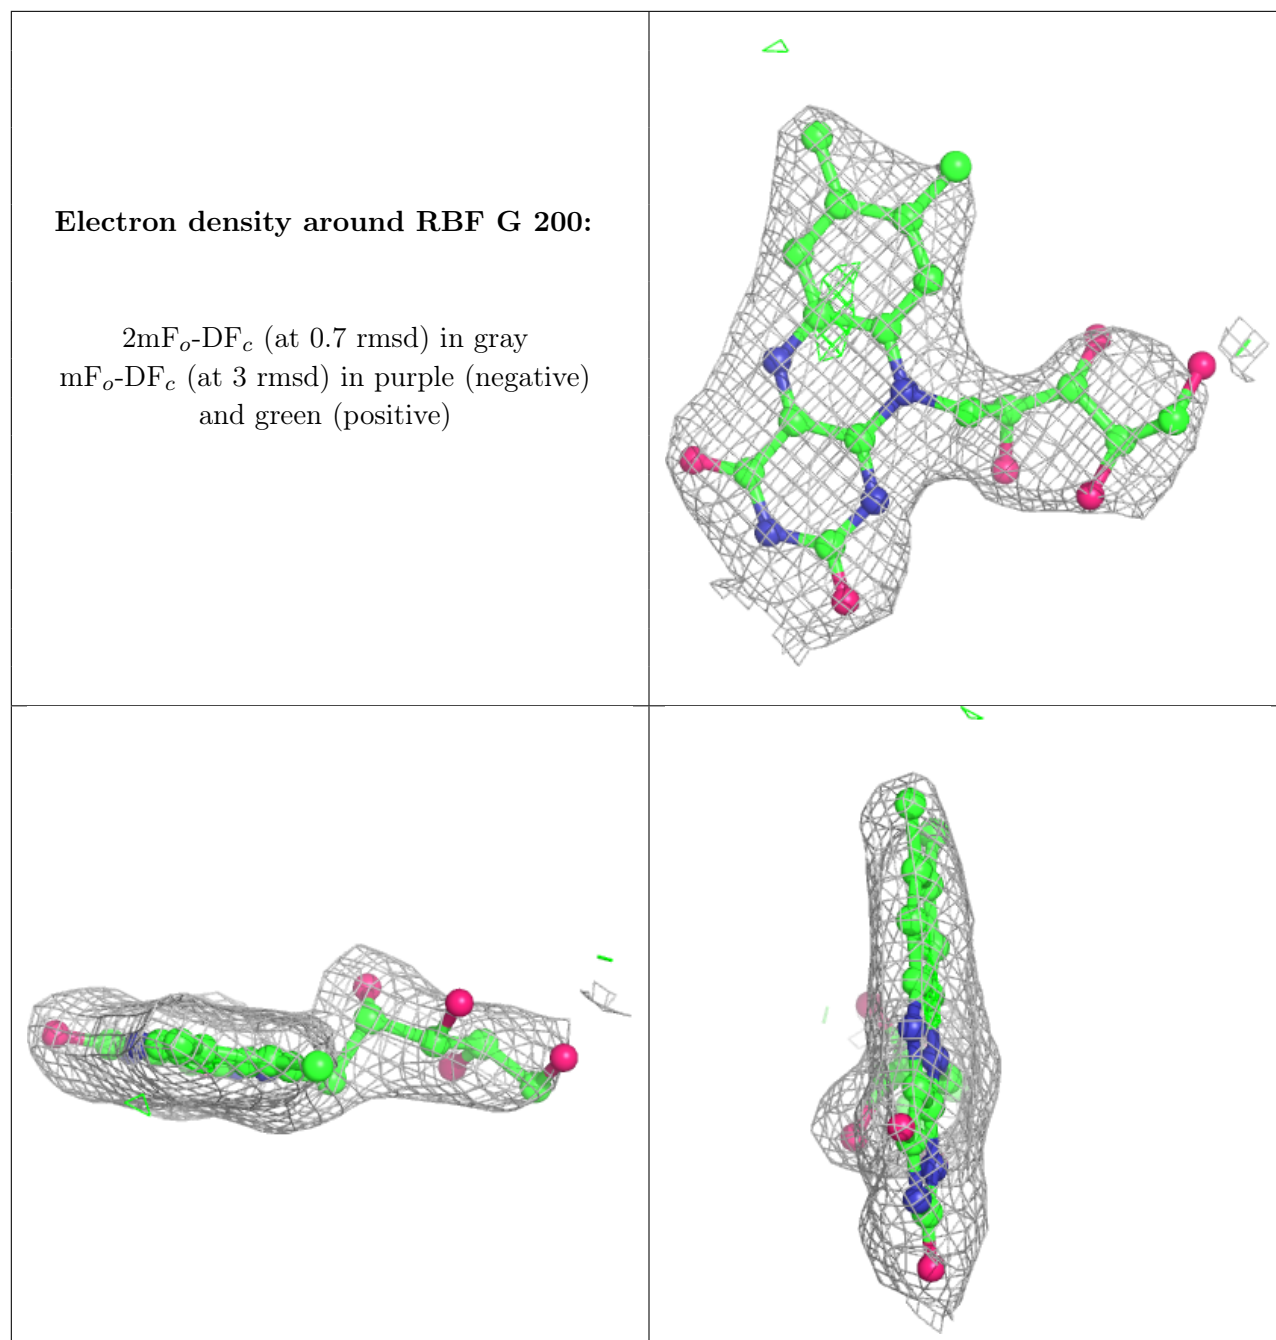 Electron density around RBF G 200:
2mFₒ-DF𝑐 (at 0.7 rmsd) in gray
mFₒ-DF𝑐 (at 3 rmsd) in purple (negative)
and green (positive)